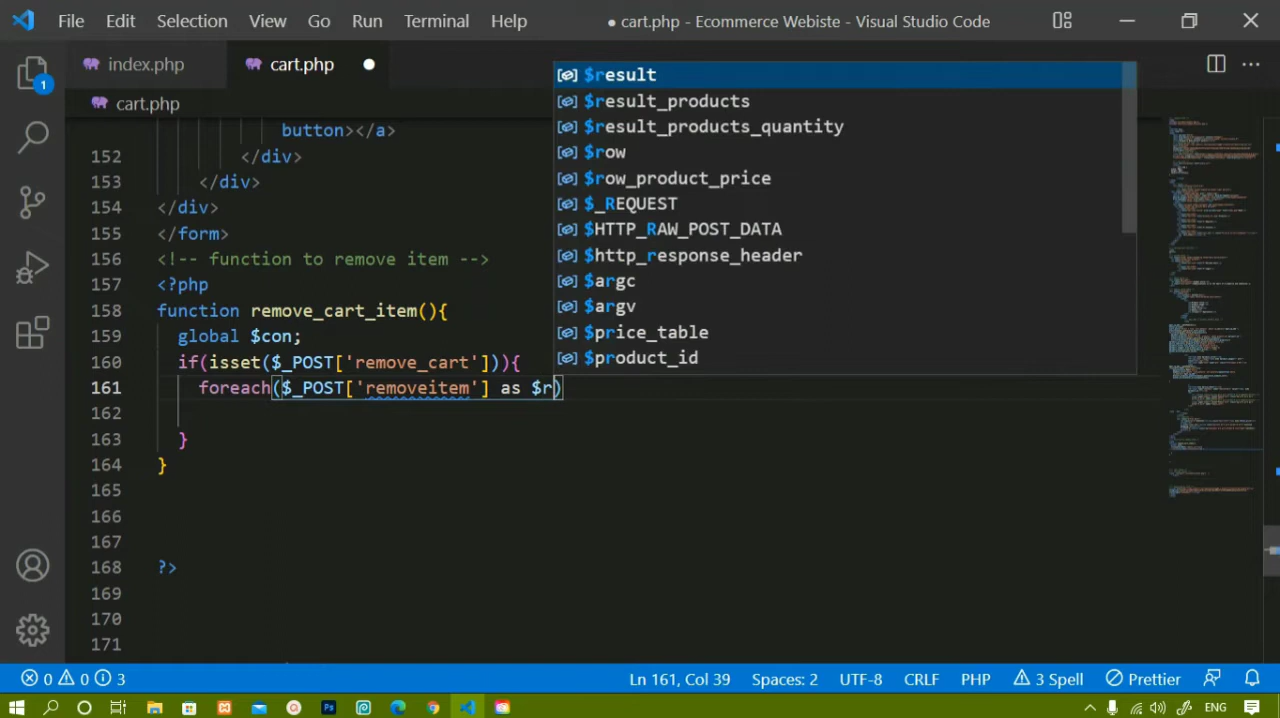 File Edit Selection View Go Run Terminal Help ● cart.php - Ecommerce Webiste - Visual Studio Code
index.php cart.php
cart.php
button></a>
152 </div>
153 </div>
154 </div>
155 </form>
156 <!-- function to remove item -->
157 <?php
158 function remove_cart_item(){
159 global $con;
160 if(isset($_POST['remove_cart'])){
161 foreach($_POST['removeitem'] as $r)
162
163 }
164 }
165
166
167
168 ?>
169
170
171
$result
$result_products
$result_products_quantity
$row
$row_product_price
$_REQUEST
$HTTP_RAW_POST_DATA
$http_response_header
$argc
$argv
$price_table
$product_id
1
0 0 3 Ln 161, Col 39 Spaces: 2 UTF-8 CRLF PHP 3 Spell Prettier
ENG